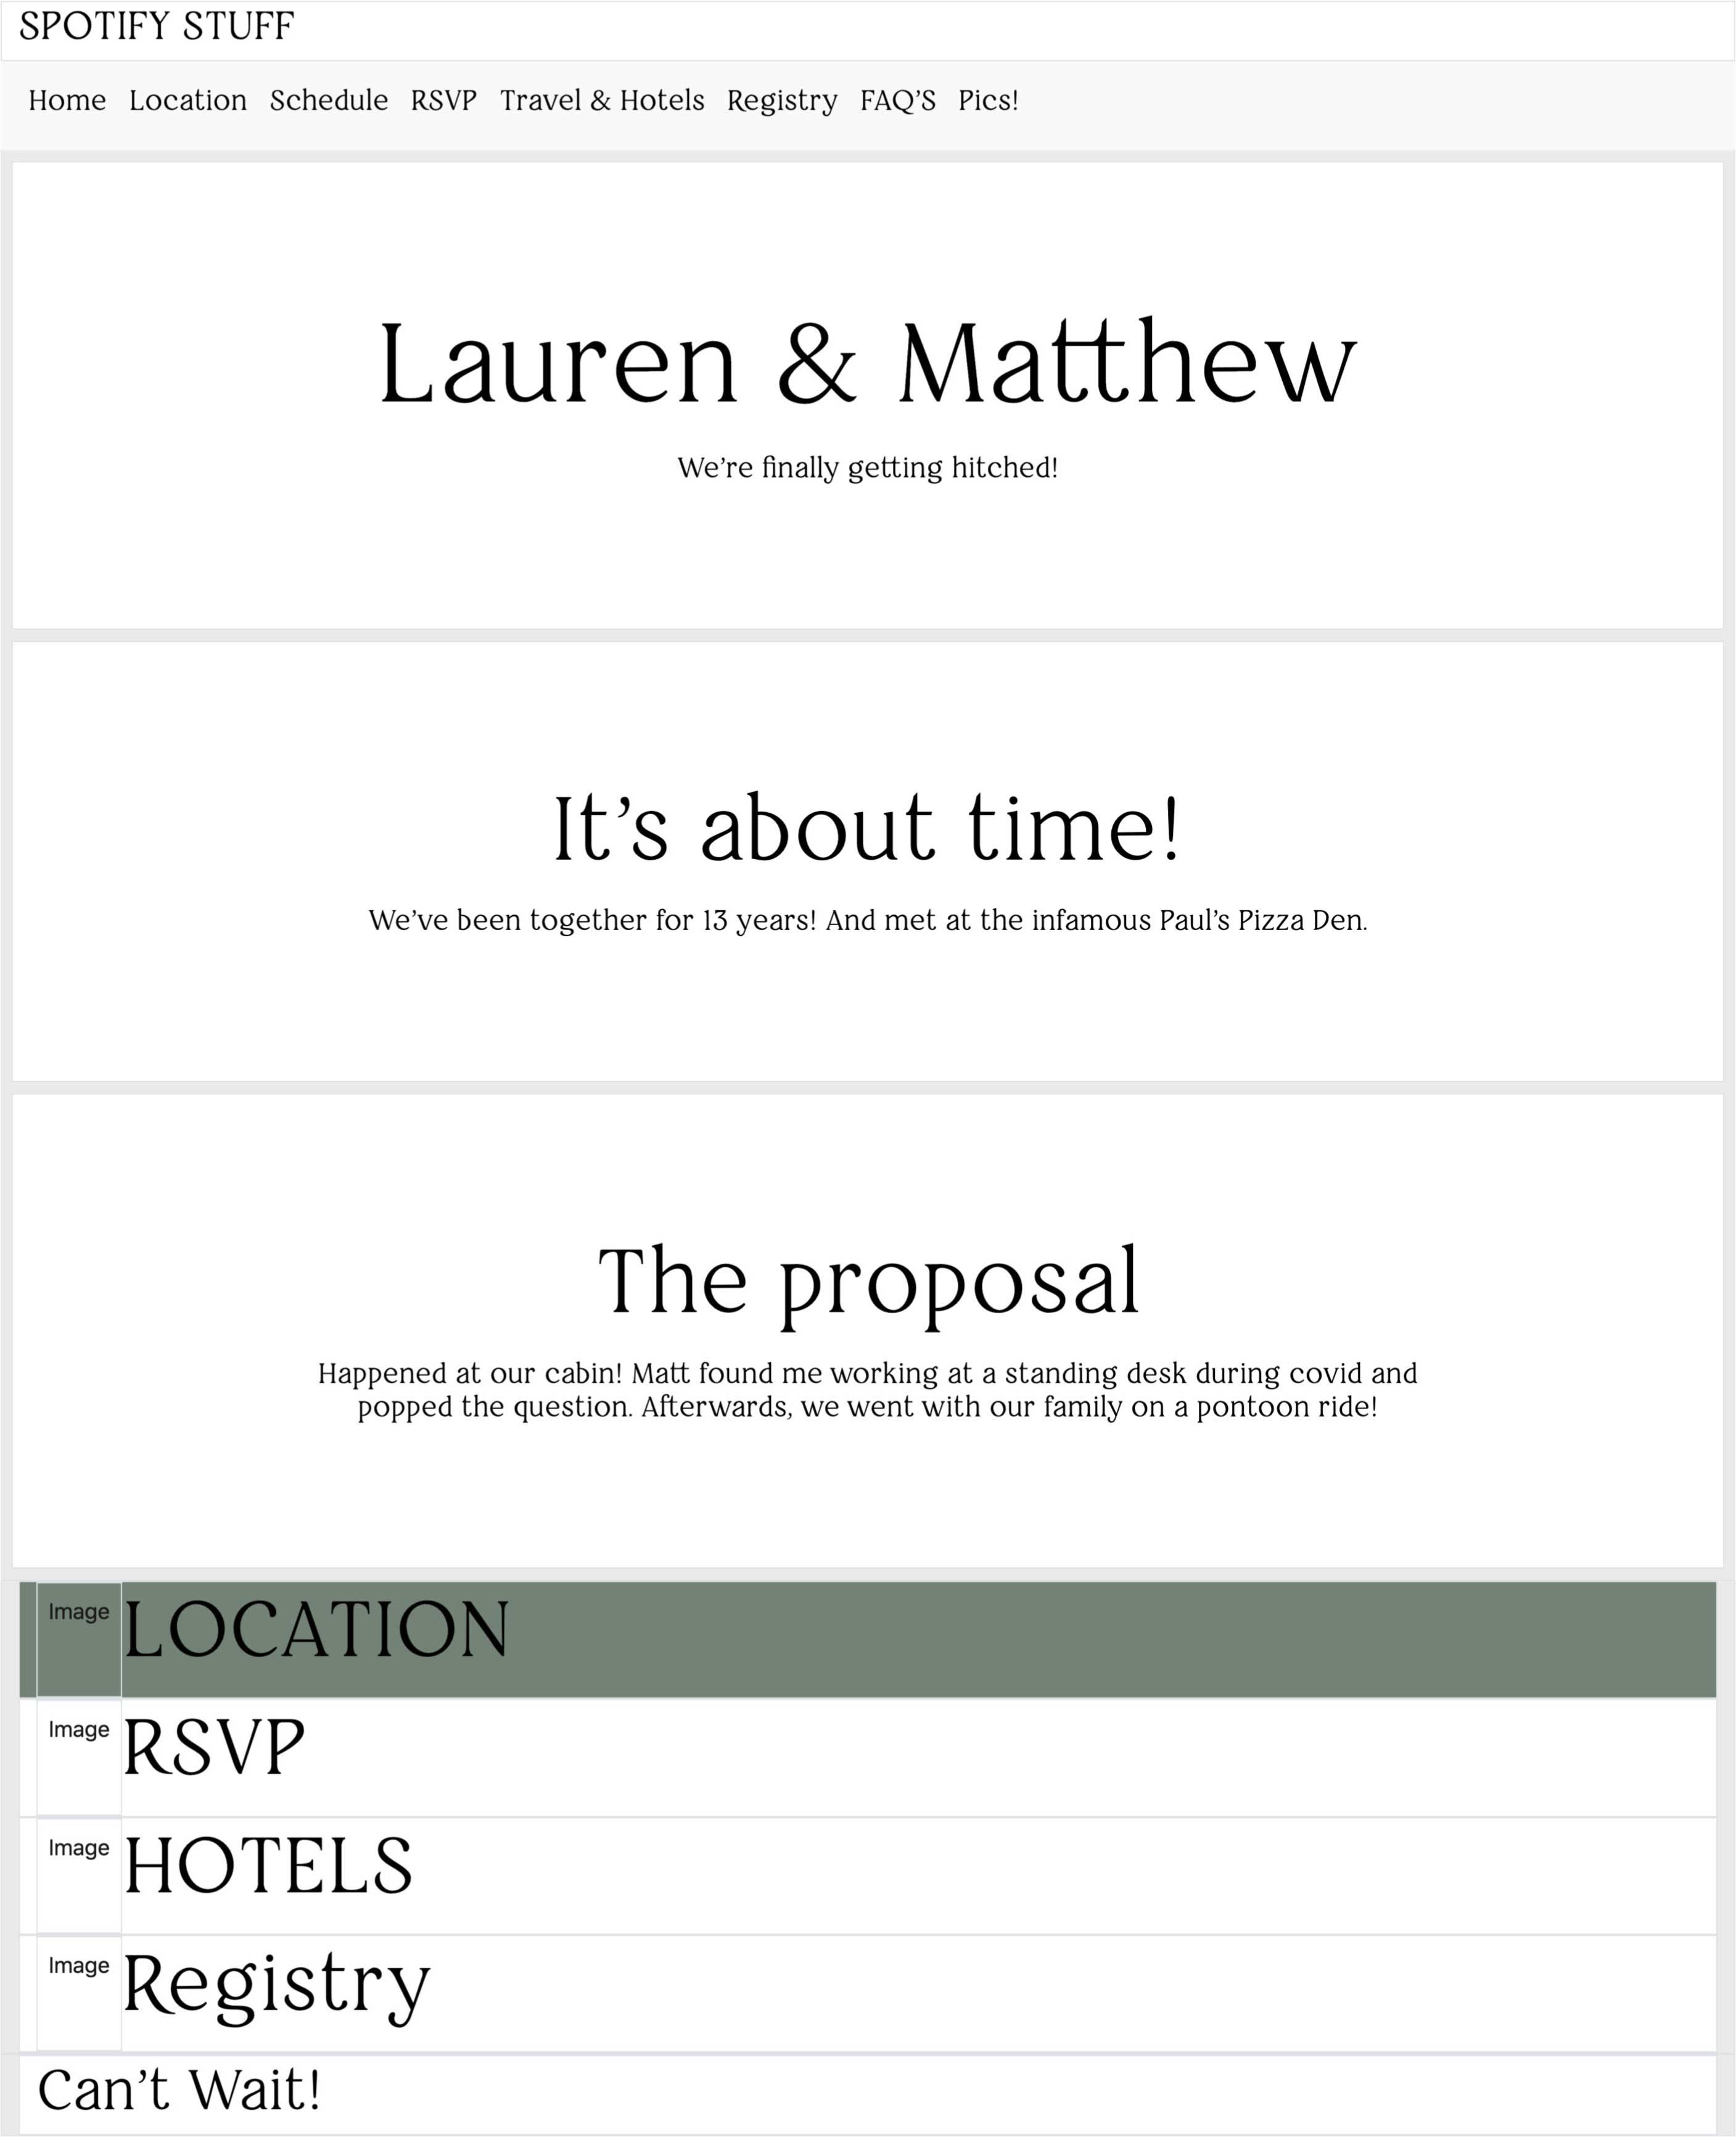 SPOTIFY STUFF
Home Location Schedule RSVP Travel & Hotels Registry FAQ’S Pics!
Lauren & Matthew
We’re finally getting hitched!
It’s about time!
We’ve been together for 13 years! And met at the infamous Paul’s Pizza Den.
The proposal
Happened at our cabin! Matt found me working at a standing desk during covid and
popped the question. Afterwards, we went with our family on a pontoon ride!
Image LOCATION
Image RSVP
Image HOTELS
Image Registry
Can’t Wait!